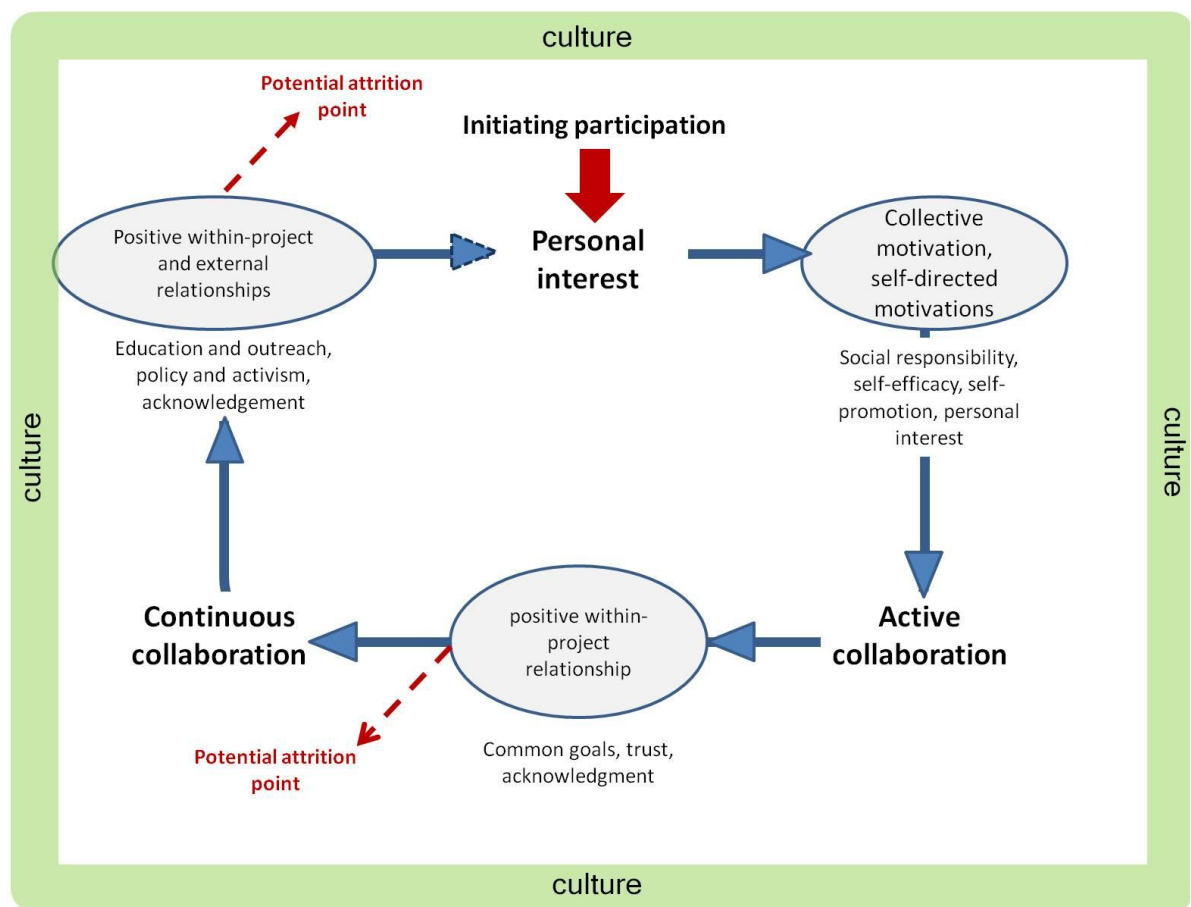 culture
Potential attrition
point
Initiating participation
Positive within-project
and external
relationships
Personal
interest
Collective
motivation,
self-directed
motivations
Education and outreach,
policy and activism,
acknowledgement
Social responsibility,
self-efficacy, self-
promotion, personal
interest
culture
culture
Continuous
collaboration
positive within-
project
relationship
Active
collaboration
Potential attrition
point
Common goals, trust,
acknowledgment
culture